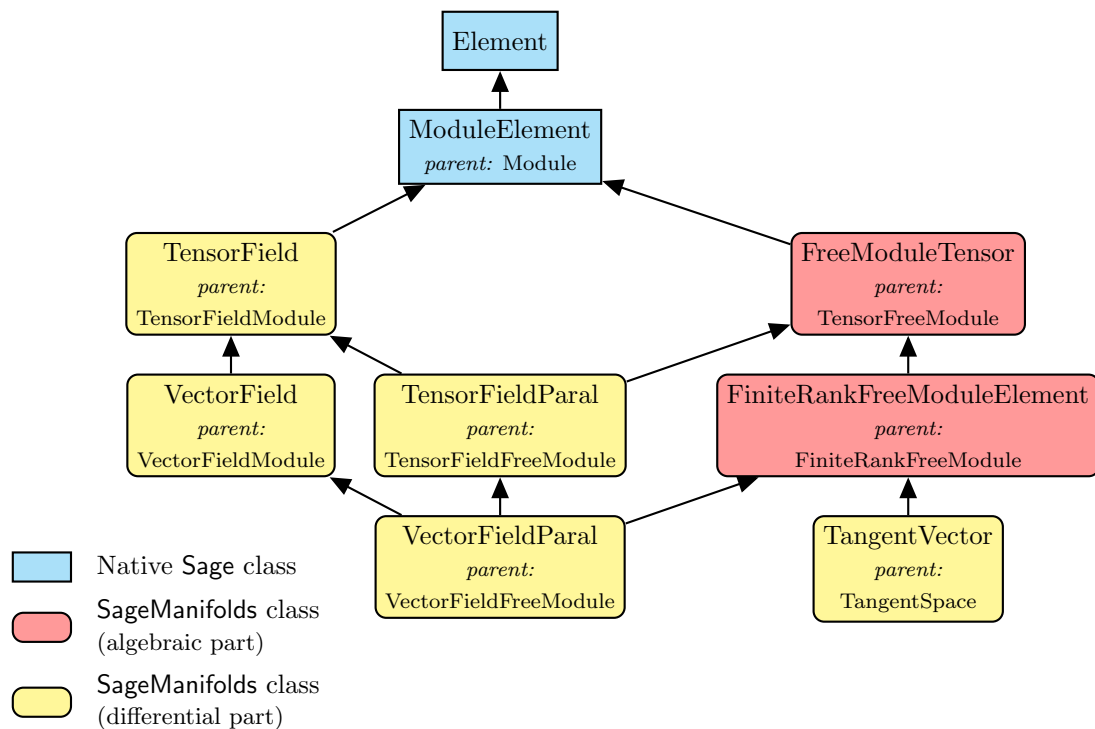 Element
ModuleElement
parent: Module
TensorField
parent:
TensorFieldModule
FreeModuleTensor
parent:
TensorFreeModule
VectorField
parent:
VectorFieldModule
TensorFieldParal
parent:
TensorFieldFreeModule
FiniteRankFreeModuleElement
parent:
FiniteRankFreeModule
VectorFieldParal
parent:
VectorFieldFreeModule
TangentVector
parent:
TangentSpace
Native Sage class
SageManifolds class
(algebraic part)
SageManifolds class
(differential part)